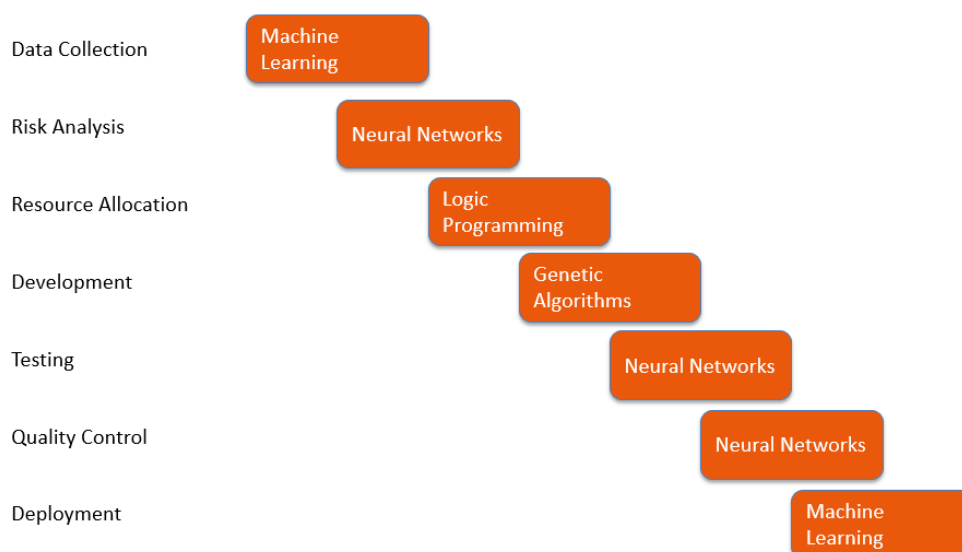 Data Collection
Machine
Learning
Risk Analysis
Neural Networks
Resource Allocation
Logic
Programming
Development
Genetic
Algorithms
Testing
Neural Networks
Quality Control
Neural Networks
Deployment
Machine
Learning